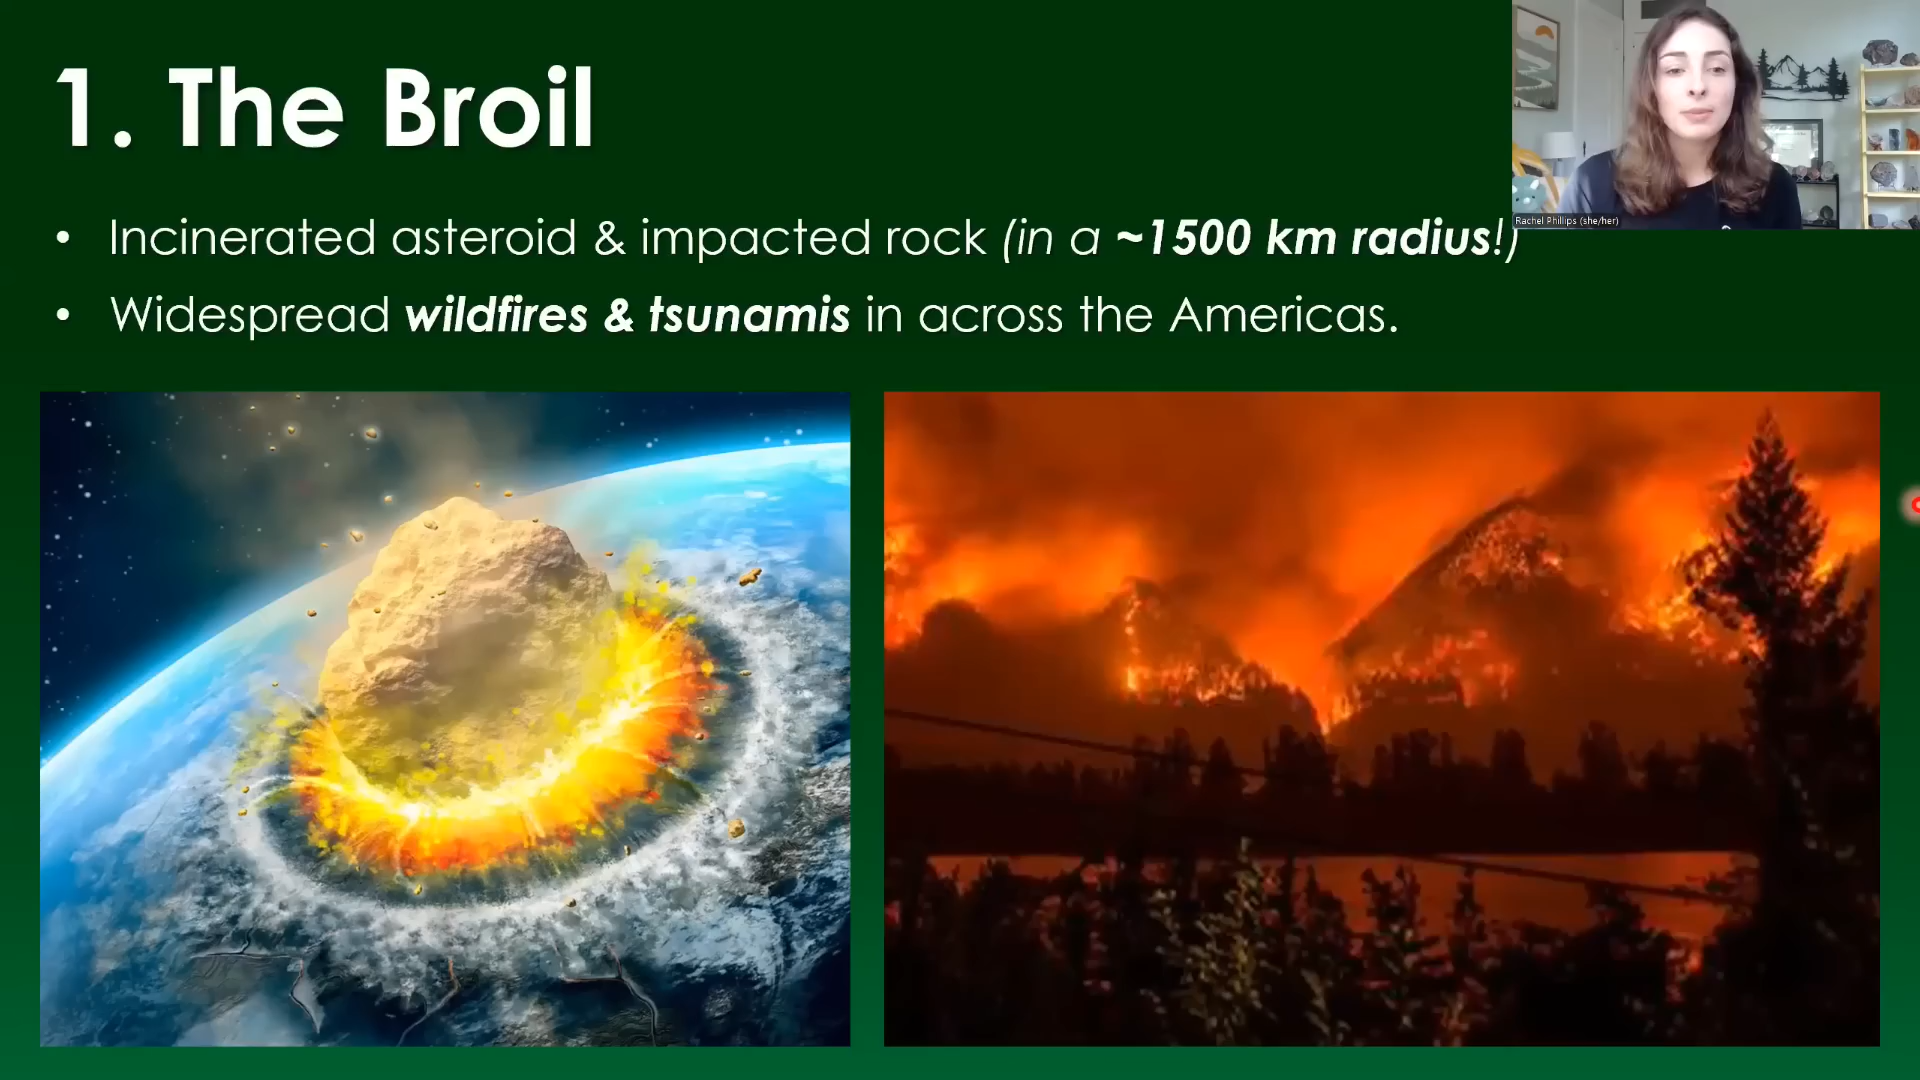 1. The Broil
• Incinerated asteroid & impacted rock (in a ~1500 km radius!)
• Widespread wildfires & tsunamis in across the Americas.
Rachel Phillips (she/her)